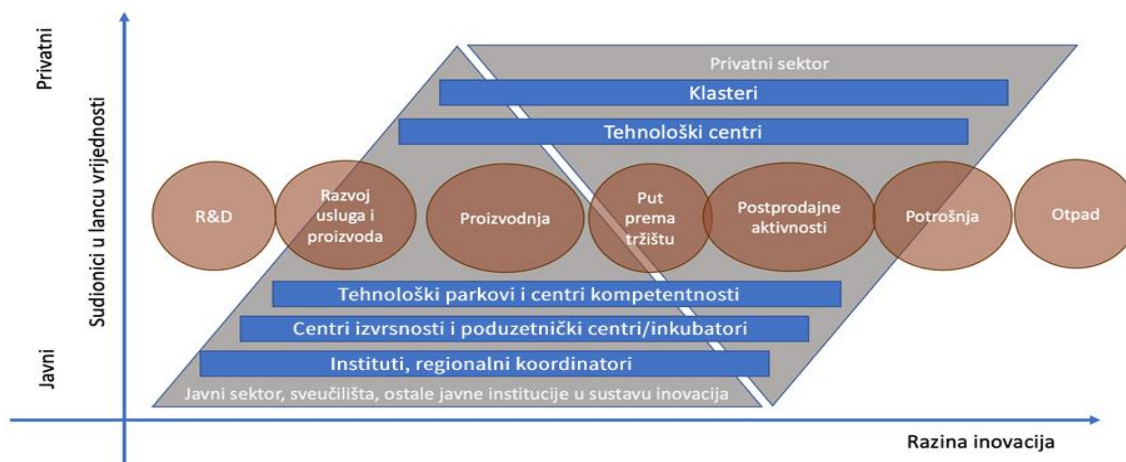 Privatni
Sudionici u lancu vrijednosti
Javni
Privatni sektor
Klasteri
Tehnološki centri
R&D
Razvoj
usluga i
proizvoda
Proizvodnja
Put
prema
tržištu
Postprodajne
aktivnosti
Potrošnja
Otpad
Tehnološki parkovi i centri kompetentnosti
Centri izvrsnosti i poduzetnički centri/inkubatori
Instituti, regionalni koordinatori
Javni sektor, sveučilišta, ostale javne institucije u sustavu inovacija
Razina inovacija